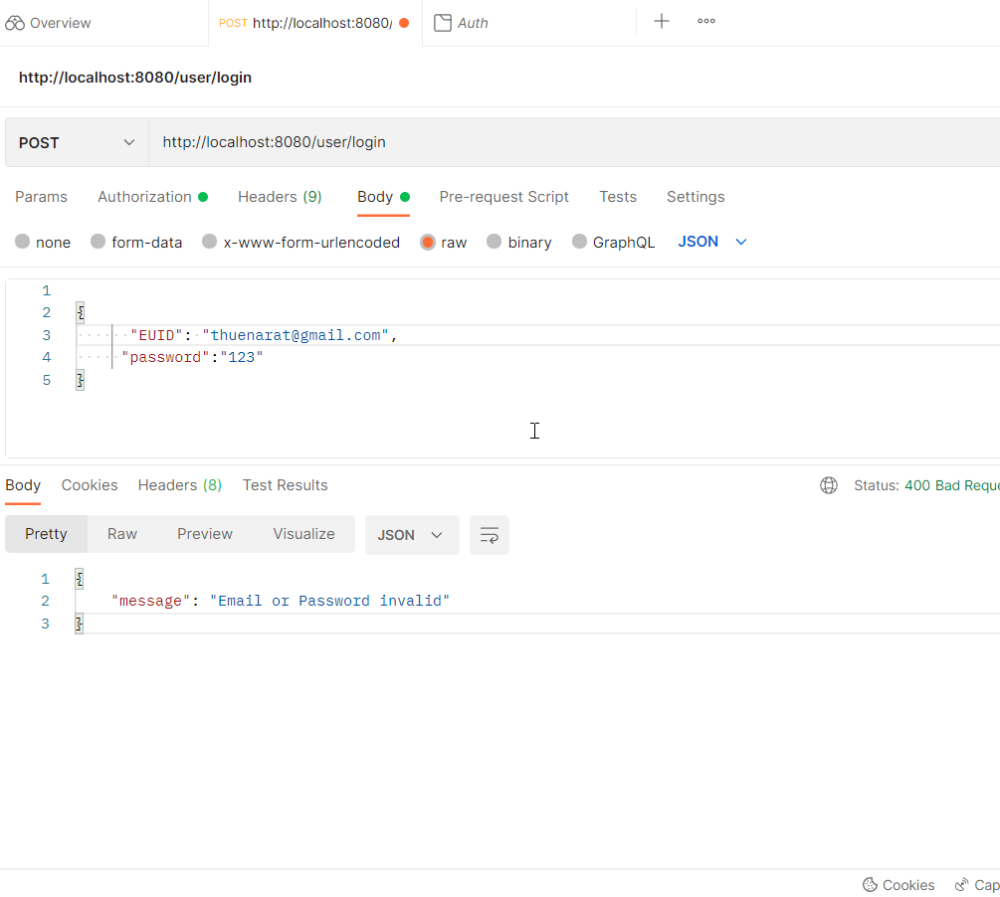 Overview
POST http://localhost:8080/
Auth
http://localhost:8080/user/login
POST http://localhost:8080/user/login
Params Authorization Headers (9) Body Pre-request Script Tests Settings
none form-data x-www-form-urlencoded raw binary GraphQL JSON
1
2 {
3 "EUID": "thuenarat@gmail.com",
4 "password":"123"
5 }
Body Cookies Headers (8) Test Results Status: 400 Bad Reque
Pretty Raw Preview Visualize JSON
1 {
2 "message": "Email or Password invalid"
3 }
Cookies Cap